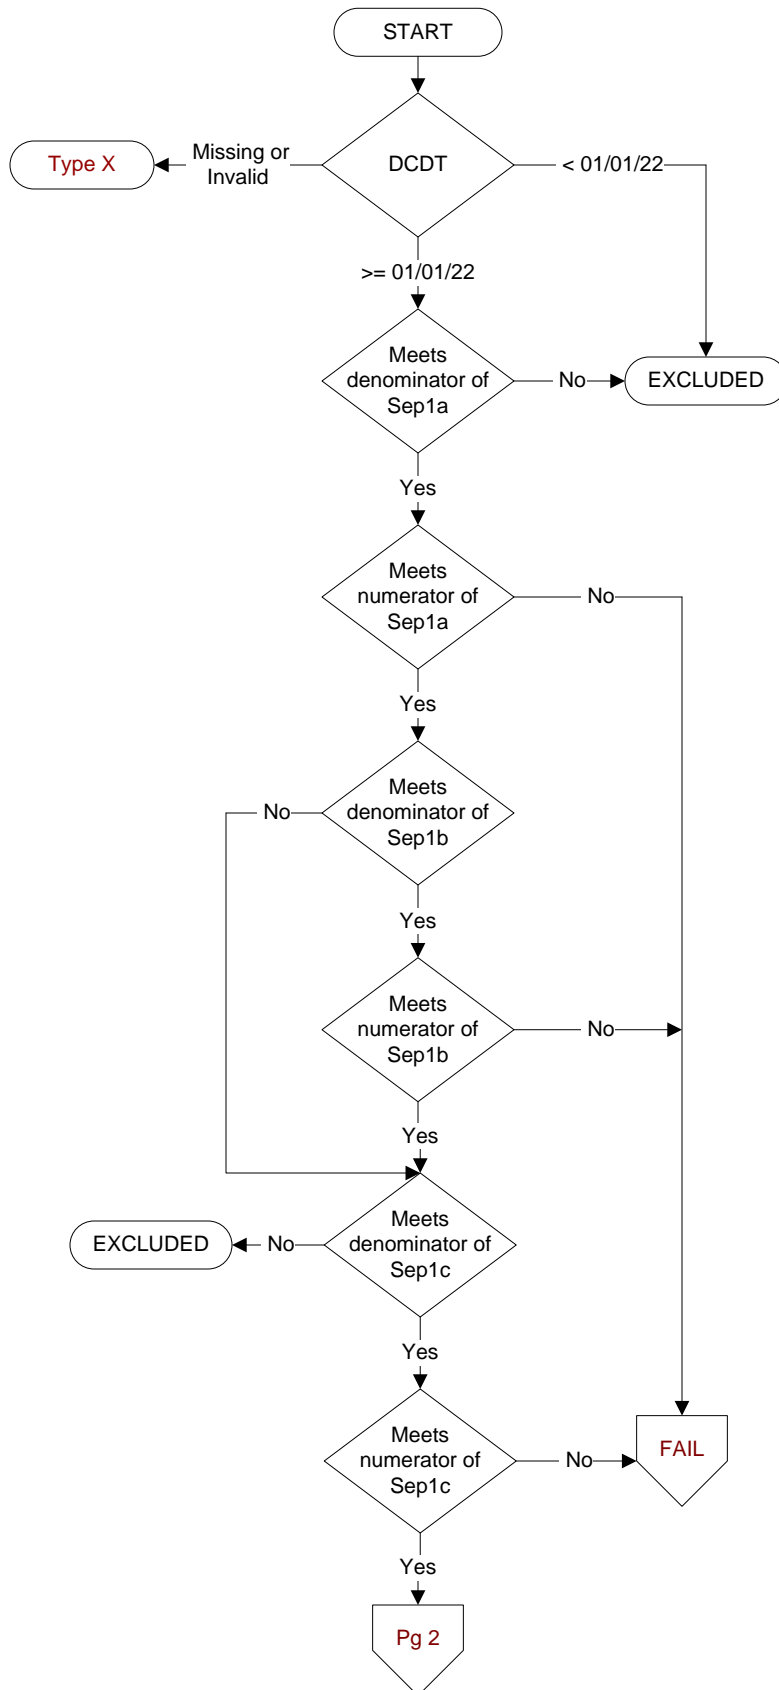 START
DCDT
Missing or
Invalid
Type X
< 01/01/22
>= 01/01/22
Meets
denominator of
Sep1a
No
EXCLUDED
Yes
Meets
numerator of
Sep1a
No
Yes
Meets
denominator of
Sep1b
No
Yes
Meets
numerator of
Sep1b
No
Yes
Meets
denominator of
Sep1c
No
EXCLUDED
Yes
Meets
numerator of
Sep1c
No
FAIL
Yes
Pg 2